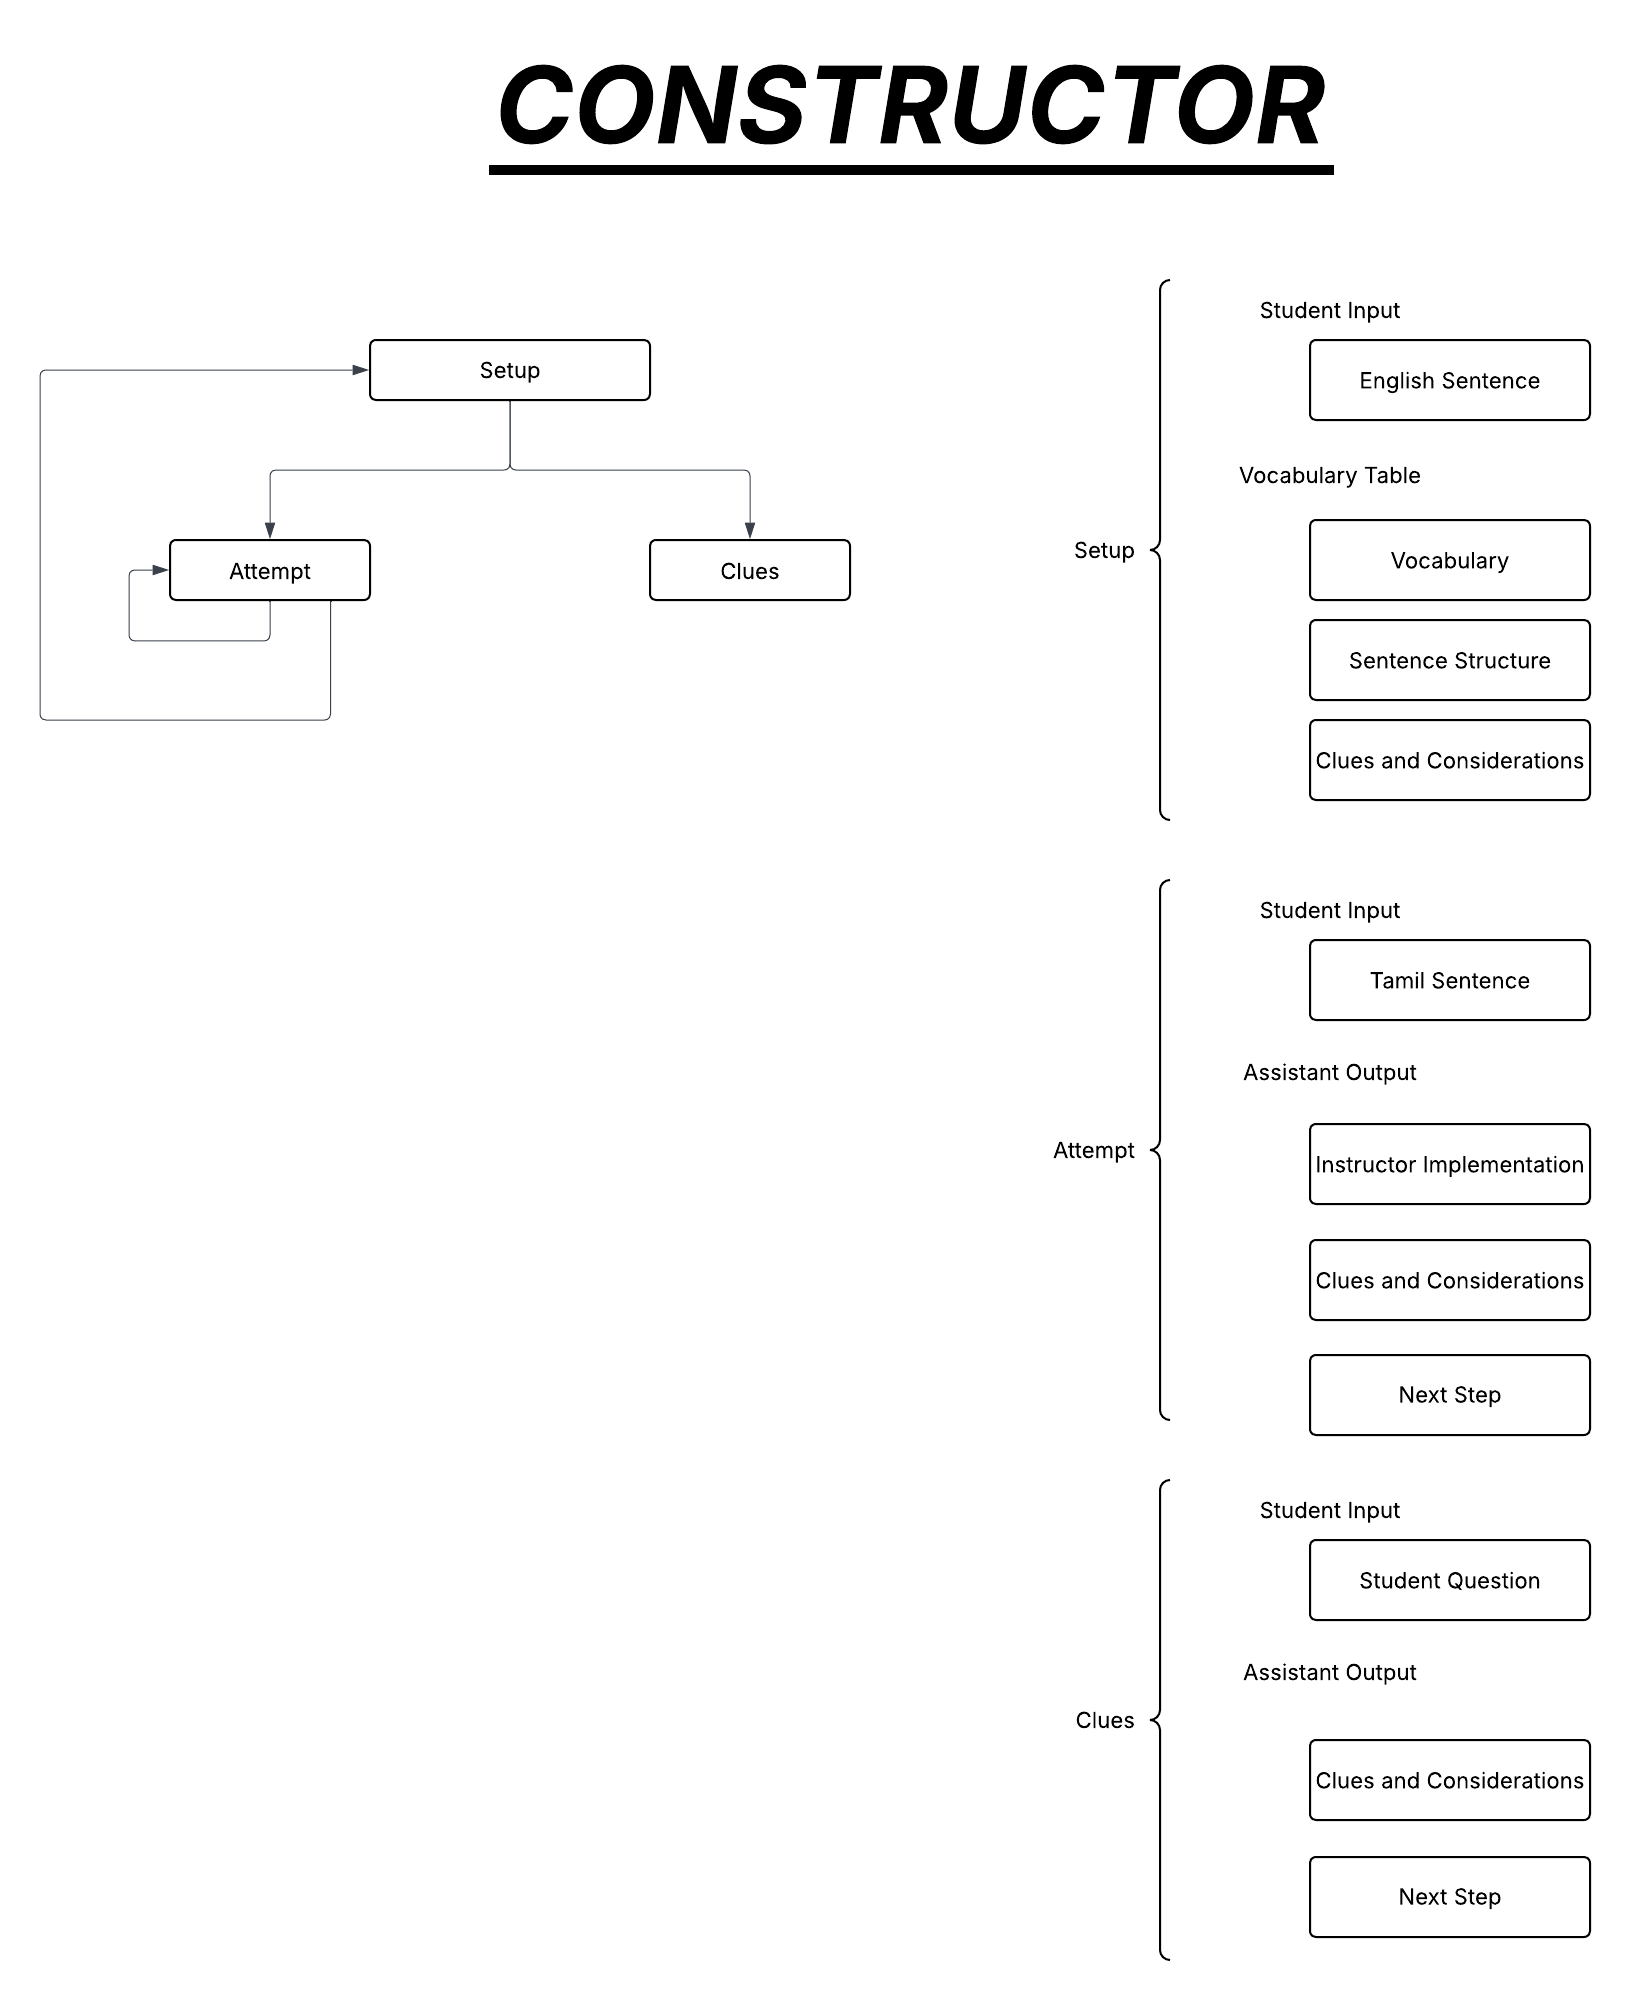 CONSTRUCTOR
Setup
Attempt
Clues
Setup
Student Input
English Sentence
Vocabulary Table
Vocabulary
Sentence Structure
Clues and Considerations
Attempt
Student Input
Tamil Sentence
Assistant Output
Instructor Implementation
Clues and Considerations
Next Step
Clues
Student Input
Student Question
Assistant Output
Clues and Considerations
Next Step